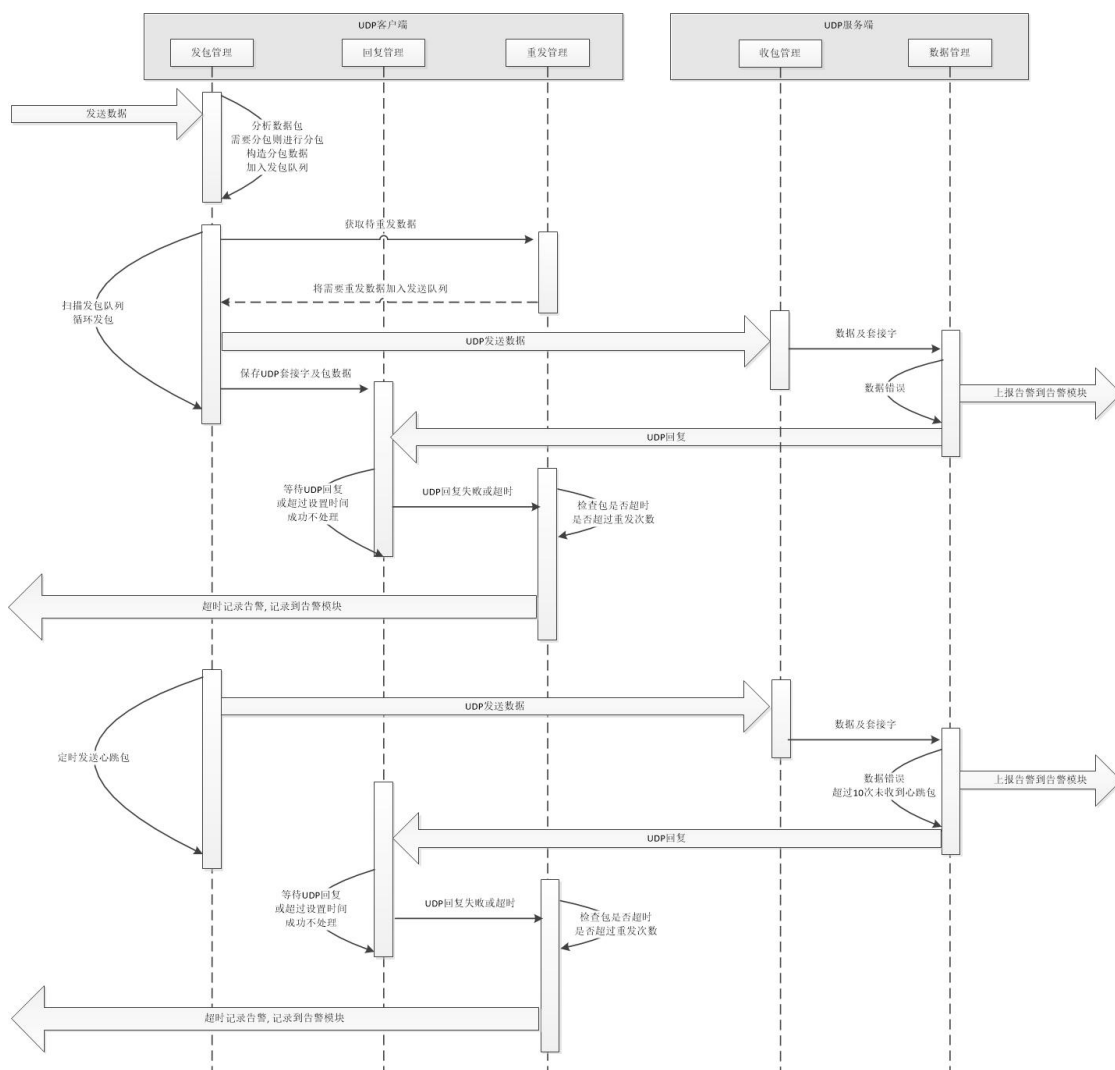 UDP客户端
UDP服务端
发包管理
回复管理
重发管理
收包管理
数据管理
发送数据
分析数据包
需要分包则进行分包
构造分包数据
加入发包队列
获取待重发数据
将需要重发数据加入发送队列
扫描发包队列
循环发包
UDP发送数据
数据及套接字
保存UDP套接字及包数据
数据错误
上报告警到告警模块
UDP回复
等待UDP回复
或超过设置时间
成功不处理
UDP回复失败或超时
检查包是否超时
是否超过重发次数
超时记录告警,记录到告警模块
UDP发送数据
数据及套接字
定时发送心跳包
数据错误
超过10次未收到心跳包
上报告警到告警模块
UDP回复
等待UDP回复
或超过设置时间
成功不处理
UDP回复失败或超时
检查包是否超时
是否超过重发次数
超时记录告警,记录到告警模块